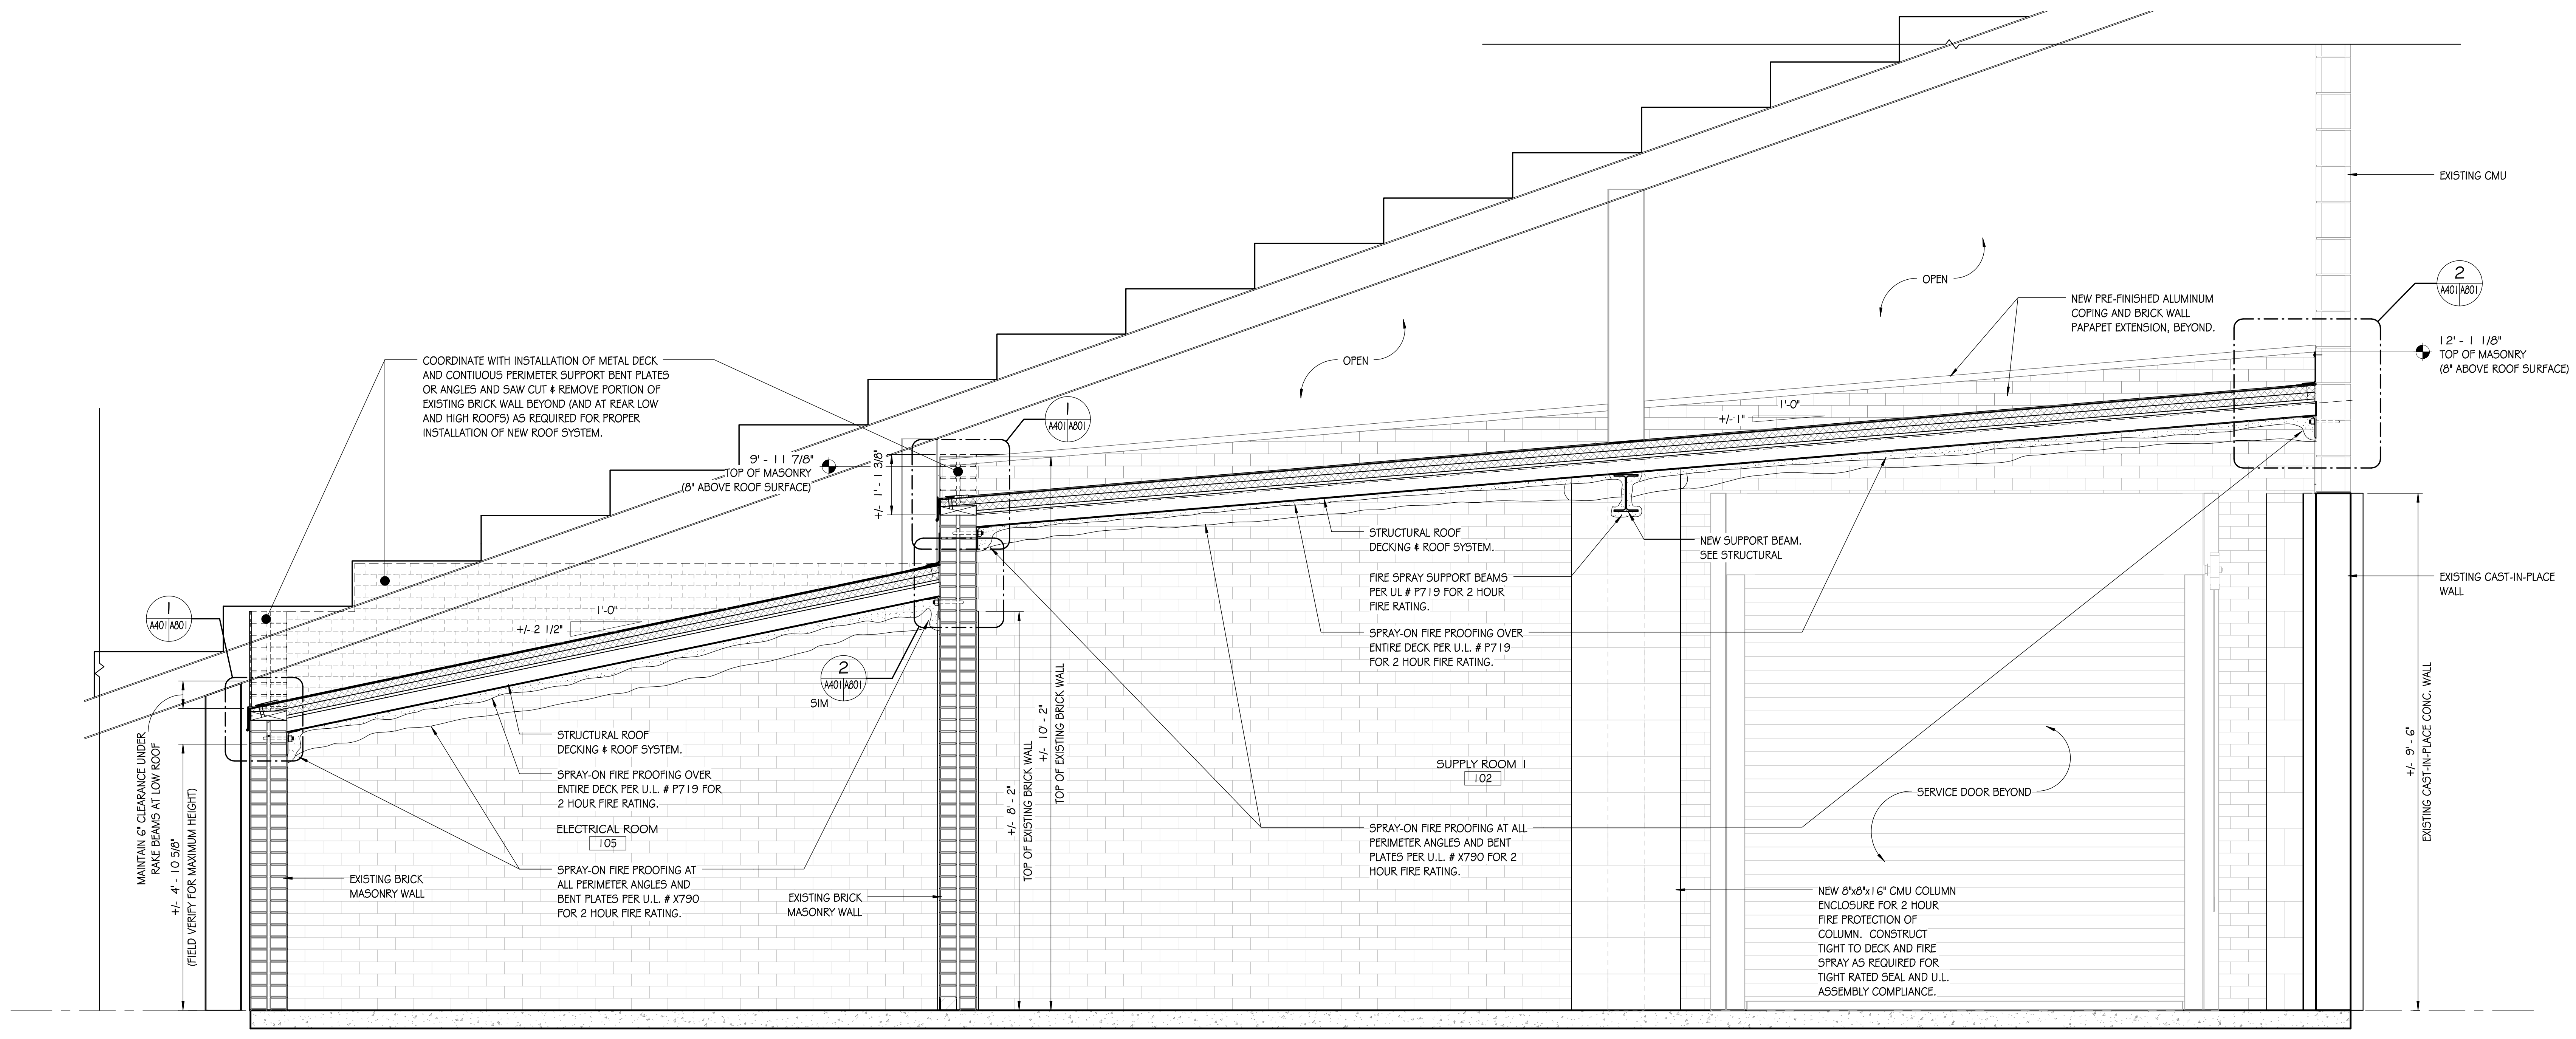 EXISTING CMU
OPEN
OPEN
2
A401 A801
NEW PRE-FINISHED ALUMINUM
COPING AND BRICK WALL
PAPAPET EXTENSION, BEYOND.
12' - 1 1/8"
TOP OF MASONRY
(8" ABOVE ROOF SURFACE)
COORDINATE WITH INSTALLATION OF METAL DECK
AND CONTIUOUS PERIMETER SUPPORT BENT PLATES
OR ANGLES AND SAW CUT & REMOVE PORTION OF
EXISTING BRICK WALL BEYOND (AND AT REAR LOW
AND HIGH ROOFS) AS REQUIRED FOR PROPER
INSTALLATION OF NEW ROOF SYSTEM.
1
A401 A801
1'-0"
+/- 1"
9' - 11 7/8"
TOP OF MASONRY
(8" ABOVE ROOF SURFACE)
+/- 1' - 1 3/8"
STRUCTURAL ROOF
DECKING & ROOF SYSTEM.
NEW SUPPORT BEAM.
SEE STRUCTURAL
FIRE SPRAY SUPPORT BEAMS
PER UL # P719 FOR 2 HOUR
FIRE RATING.
EXISTING CAST-IN-PLACE
WALL
SPRAY-ON FIRE PROOFING OVER
ENTIRE DECK PER U.L. # P719
FOR 2 HOUR FIRE RATING.
1
A401 A801
1'-0"
+/- 2 1/2"
2
A401 A801
SIM
MAINTAIN 6" CLEARANCE UNDER
RAKE BEAMS AT LOW ROOF
+/- 4' - 10 5/8"
(FIELD VERIFY FOR MAXIMUM HEIGHT)
STRUCTURAL ROOF
DECKING & ROOF SYSTEM.
SPRAY-ON FIRE PROOFING OVER
ENTIRE DECK PER U.L. # P719 FOR
2 HOUR FIRE RATING.
ELECTRICAL ROOM
105
SPRAY-ON FIRE PROOFING AT
ALL PERIMETER ANGLES AND
BENT PLATES PER U.L. # X790
FOR 2 HOUR FIRE RATING.
EXISTING BRICK
MASONRY WALL
EXISTING BRICK
MASONRY WALL
+/- 8' - 2"
TOP OF EXISTING BRICK WALL
+/- 10' - 2"
TOP OF EXISTING BRICK WALL
SUPPLY ROOM 1
102
SPRAY-ON FIRE PROOFING AT ALL
PERIMETER ANGLES AND BENT
PLATES PER U.L. # X790 FOR 2
HOUR FIRE RATING.
SERVICE DOOR BEYOND
NEW 8"x8"x16" CMU COLUMN
ENCLOSURE FOR 2 HOUR
FIRE PROTECTION OF
COLUMN. CONSTRUCT
TIGHT TO DECK AND FIRE
SPRAY AS REQUIRED FOR
TIGHT RATED SEAL AND U.L.
ASSEMBLY COMPLIANCE.
+/- 9' - 6"
EXISTING CAST-IN-PLACE CONC. WALL